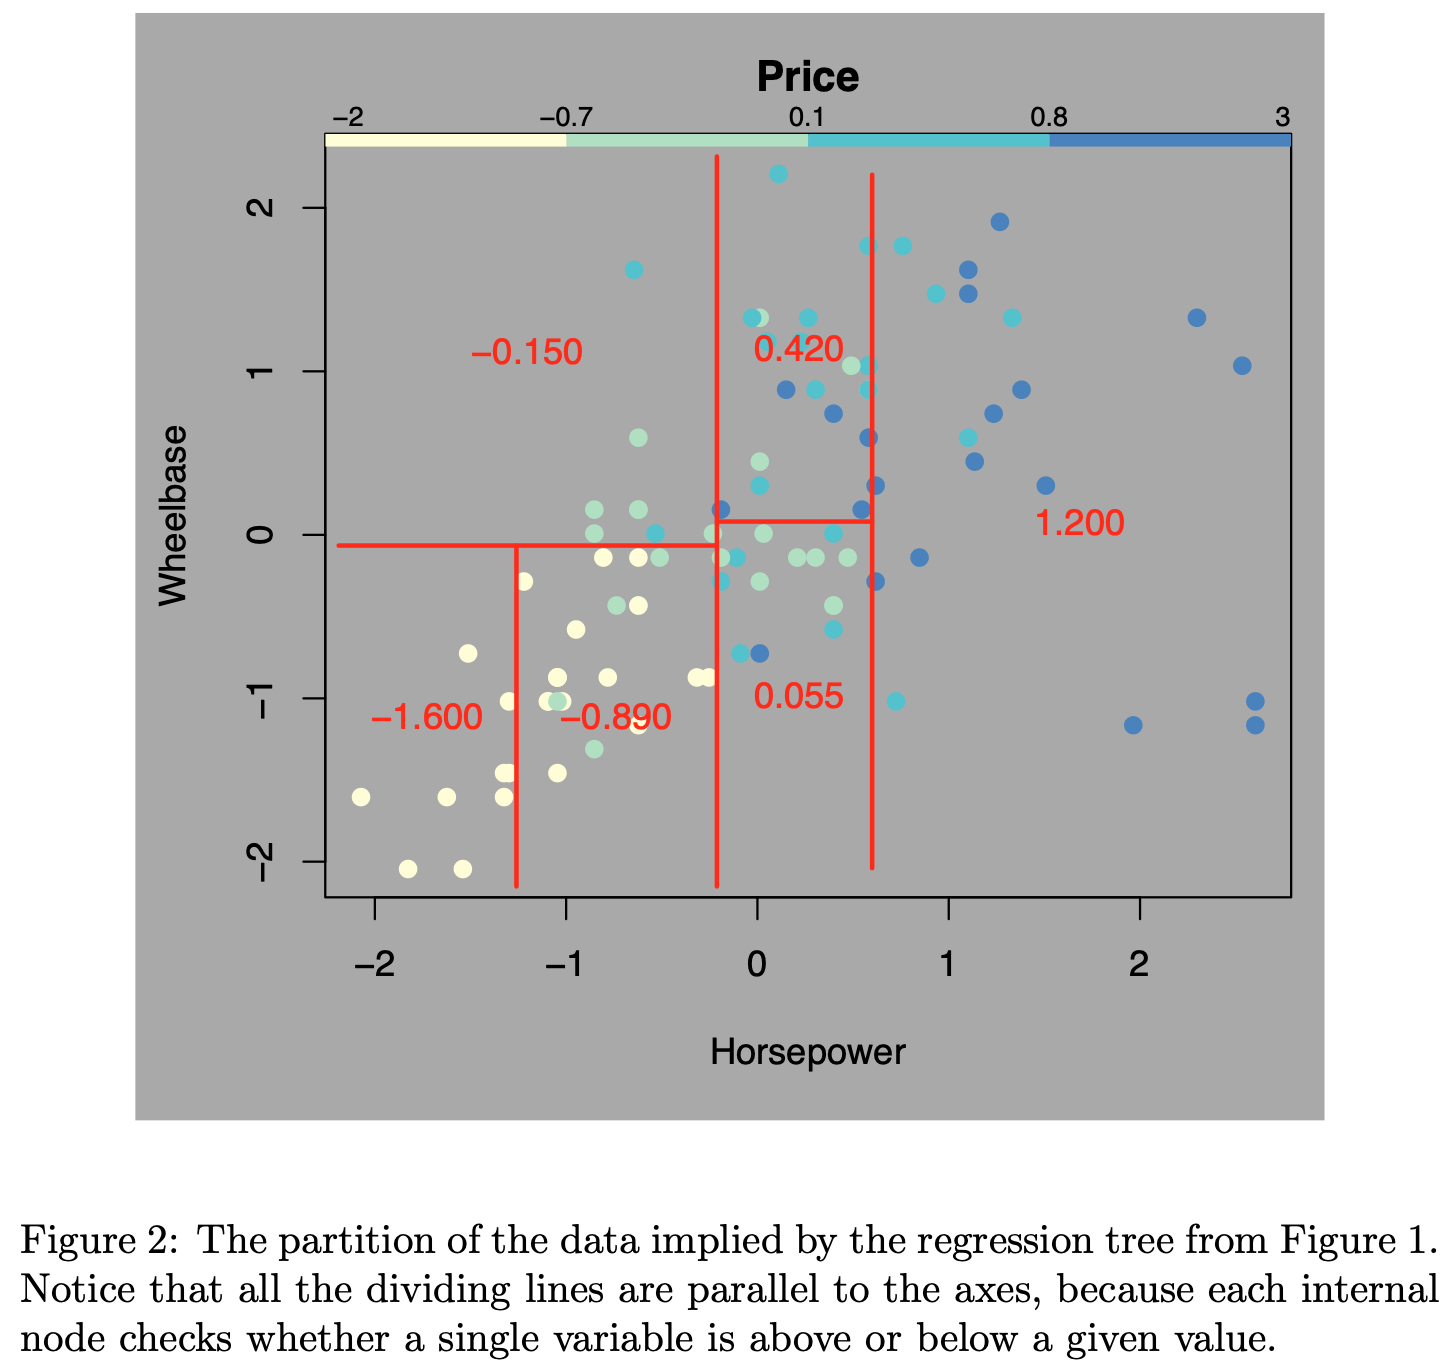 Price
−2 −0.7 0.1 0.8 3
2
1
0
−1
−2
Wheelbase
−0.150
0.420
1.200
−1.600
−0.890
0.055
−2 −1 0 1 2
Horsepower
Figure 2: The partition of the data implied by the regression tree from Figure 1.
Notice that all the dividing lines are parallel to the axes, because each internal
node checks whether a single variable is above or below a given value.